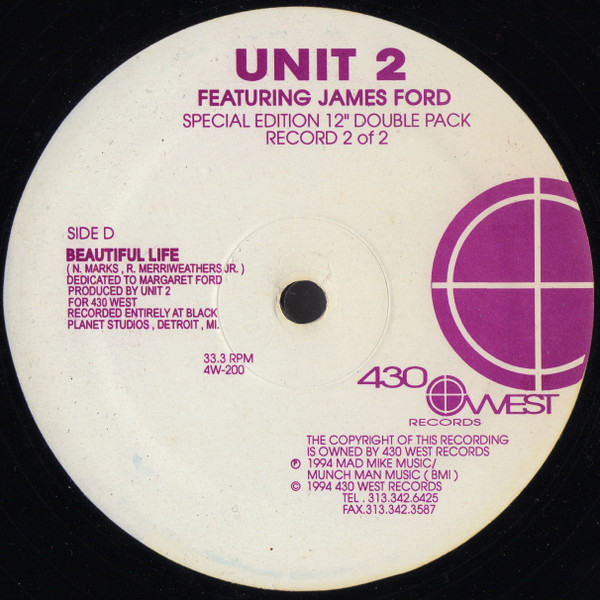 UNIT 2
FEATURING JAMES FORD
SPECIAL EDITION 12" DOUBLE PACK
RECORD 2 of 2
SIDE D
BEAUTIFUL LIFE
( N. MARKS , R. MERRIWEATHERS JR. )
DEDICATED TO MARGARET FORD
PRODUCED BY UNIT 2
FOR 430 WEST
RECORDED ENTIRELY AT BLACK
PLANET STUDIOS , DETROIT , MI.
33.3 RPM
4W-200
430 WEST
RECORDS
THE COPYRIGHT OF THIS RECORDING
IS OWNED BY 430 WEST RECORDS
℗ 1994 MAD MIKE MUSIC/
MUNCH MAN MUSIC ( BMI )
© 1994 430 WEST RECORDS
TEL . 313.342.6425
FAX.313.342.3587